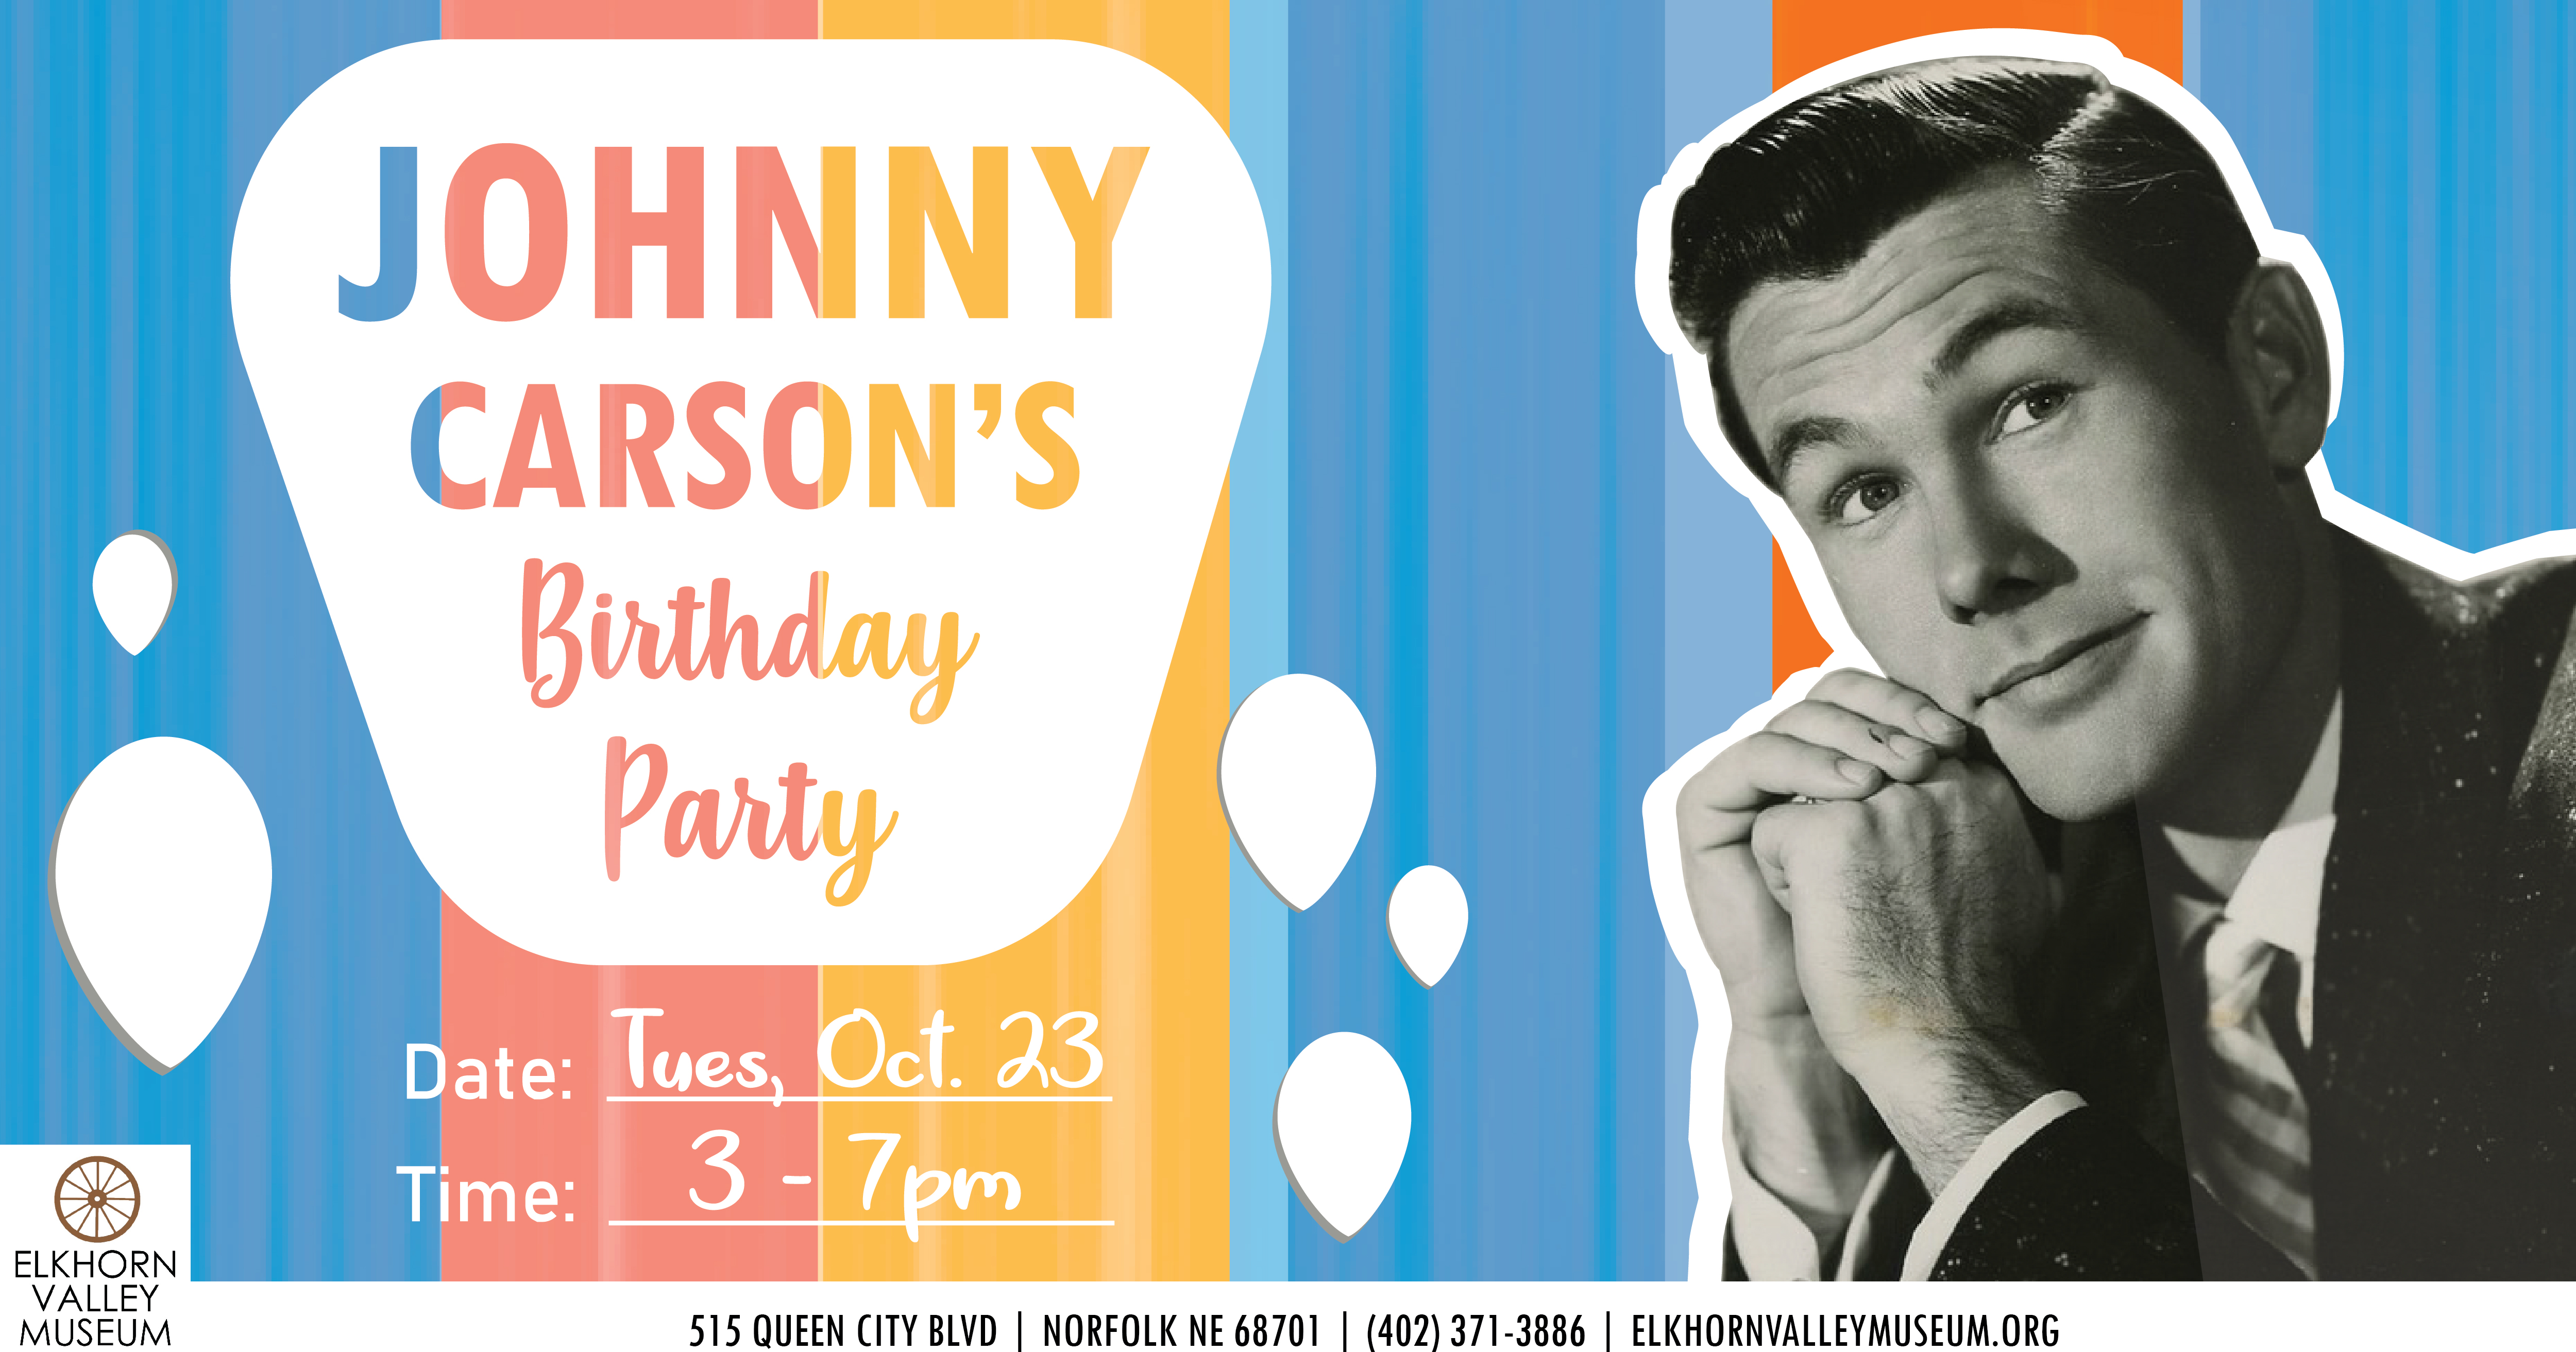 JOHNNY
CARSON’S
Birthday
Party
Date: Tues, Oct. 23
Time: 3 - 7pm
ELKHORN
VALLEY
MUSEUM
515 QUEEN CITY BLVD | NORFOLK NE 68701 | (402) 371-3886 | ELKHORNVALLEYMUSEUM.ORG